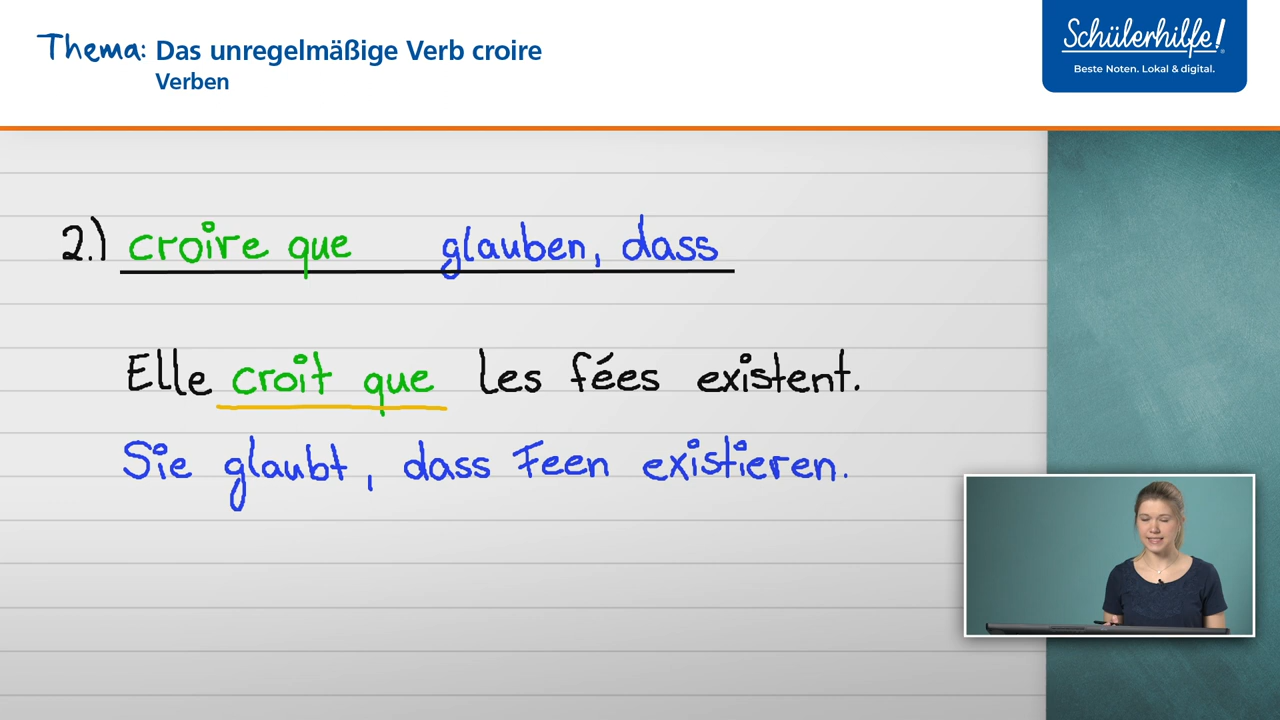 Thema: Das unregelmäßige Verb croire
Verben
Schülerhilfe!
Beste Noten. Lokal & digital.
2.) croire que glauben, dass
Elle croit que les fées existent.
Sie glaubt, dass Feen existieren.